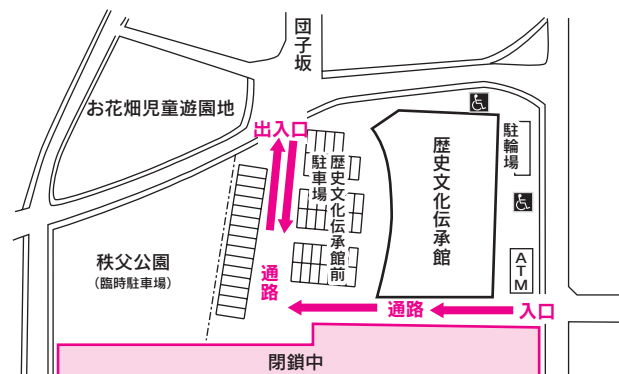 団子坂
お花畑児童遊園地
出入口
歴史文化伝承館前
駐車場
歴史文化伝承館
駐輪場
秩父公園
（臨時駐車場）
通路
ATM
通路
入口
閉鎖中